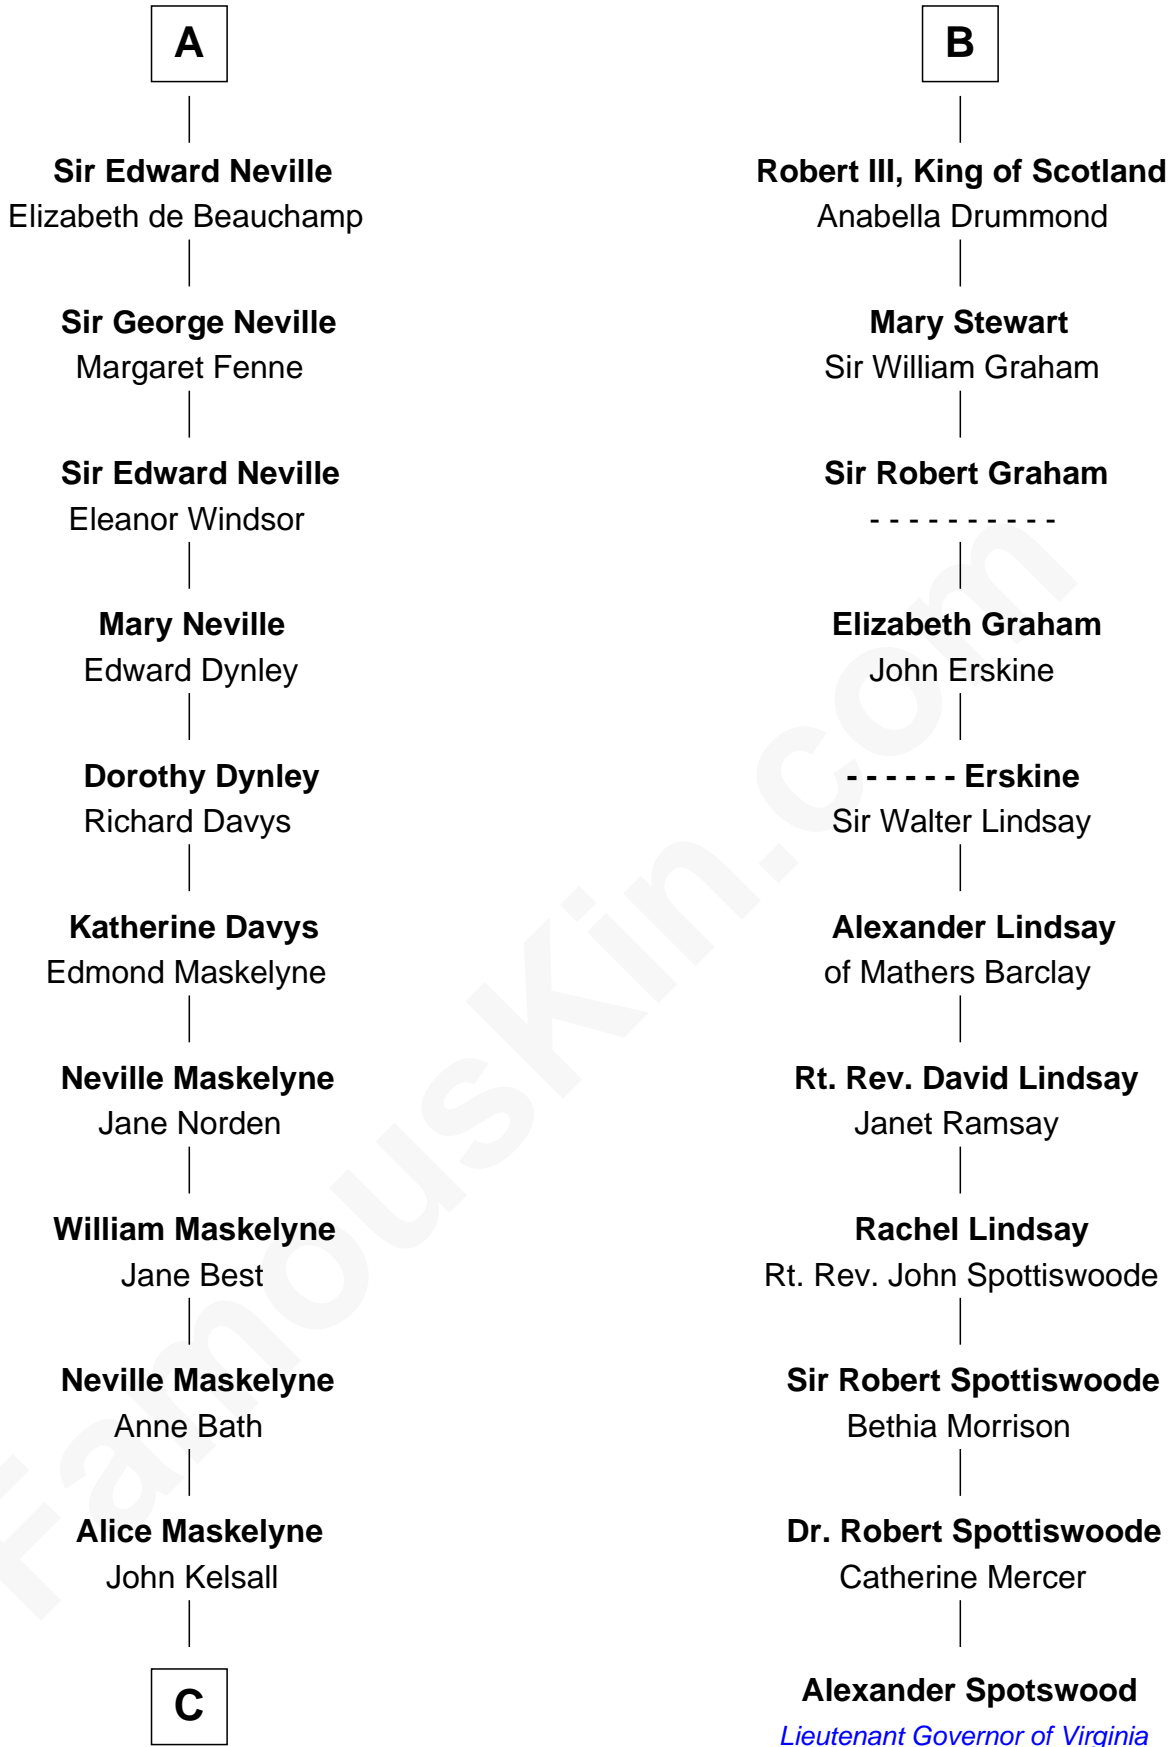 A
Sir Edward Neville
Elizabeth de Beauchamp
Sir George Neville
Margaret Fenne
Sir Edward Neville
Eleanor Windsor
Mary Neville
Edward Dynley
Dorothy Dynley
Richard Davys
Katherine Davys
Edmond Maskelyne
Neville Maskelyne
Jane Norden
William Maskelyne
Jane Best
Neville Maskelyne
Anne Bath
Alice Maskelyne
John Kelsall
C
B
Robert III, King of Scotland
Anabella Drummond
Mary Stewart
Sir William Graham
Sir Robert Graham
- - - - - - - - - -
Elizabeth Graham
John Erskine
- - - - - - Erskine
Sir Walter Lindsay
Alexander Lindsay
of Mathers Barclay
Rt. Rev. David Lindsay
Janet Ramsay
Rachel Lindsay
Rt. Rev. John Spottiswoode
Sir Robert Spottiswoode
Bethia Morrison
Dr. Robert Spottiswoode
Catherine Mercer
Alexander Spotswood
Lieutenant Governor of Virginia
FamousKin.com